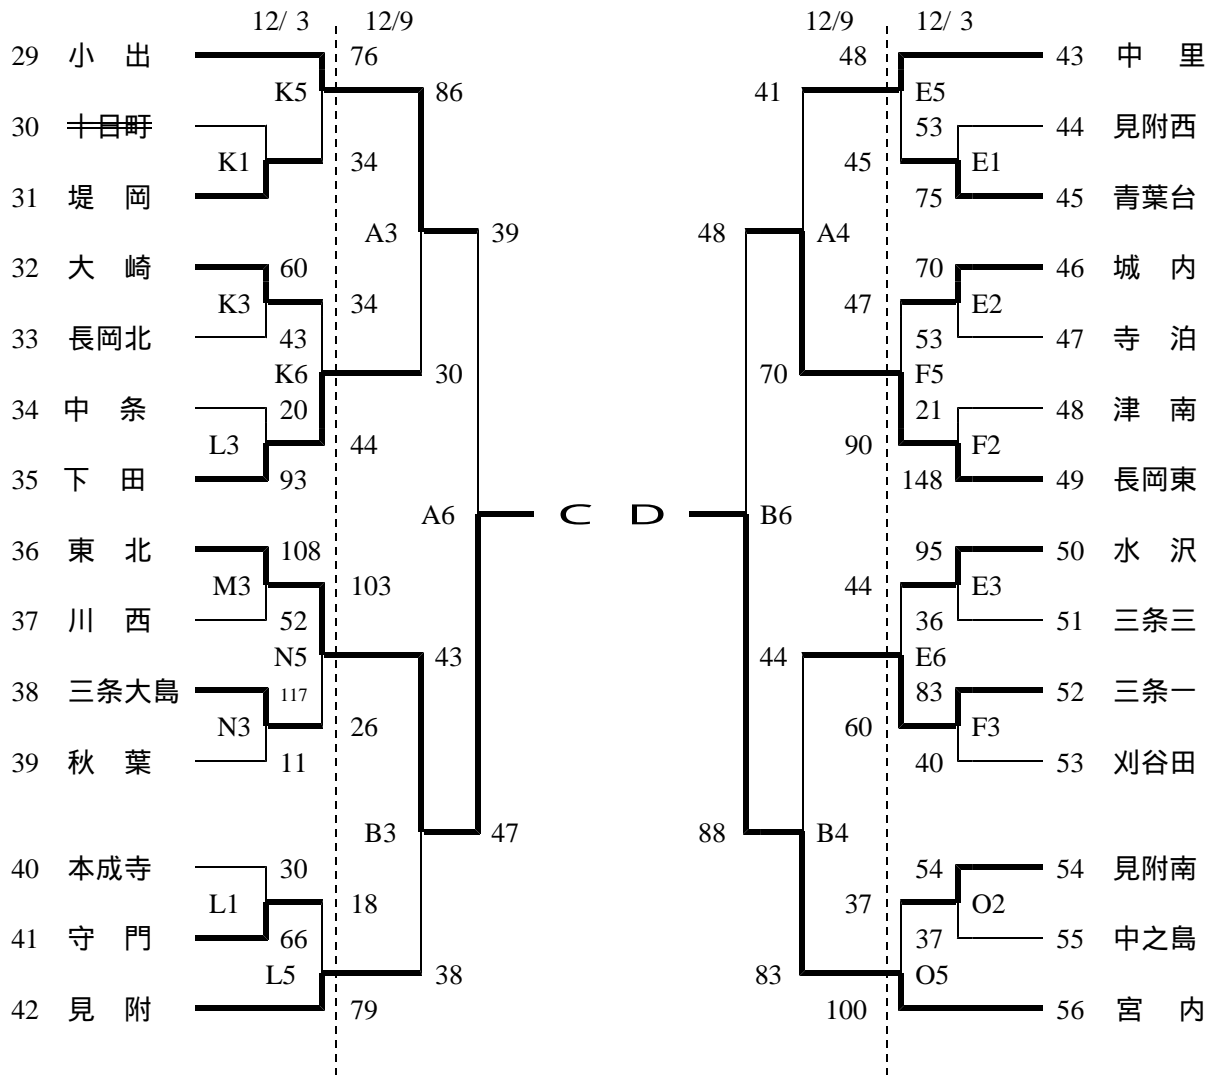 12/ 3 12/9 12/9 12/ 3
29 小 出 76 48 43 中 里
K5 86 41 E5
30 十日町 53 44 見附西
K1 34 45 E1
31 堤 岡 75 45 青葉台
A3 39 48 A4
32 大 崎 60 70 46 城 内
K3 34 47 E2
33 長岡北 43 53 47 寺 泊
K6 30 70 F5
34 中 条 20 21 48 津 南
L3 44 90 F2
35 下 田 93 148 49 長岡東
A6 C D B6
36 東 北 108 95 50 水 沢
M3 103 44 E3
37 川 西 52 36 51 三条三
N5 43 44 E6
38 三条大島 117 83 52 三条一
N3 26 60 F3
39 秋 葉 11 40 53 刈谷田
B3 47 88 B4
40 本成寺 30 54 54 見附南
L1 18 37 O2
41 守 門 66 37 55 中之島
L5 38 83 O5
42 見 附 79 100 56 宮 内